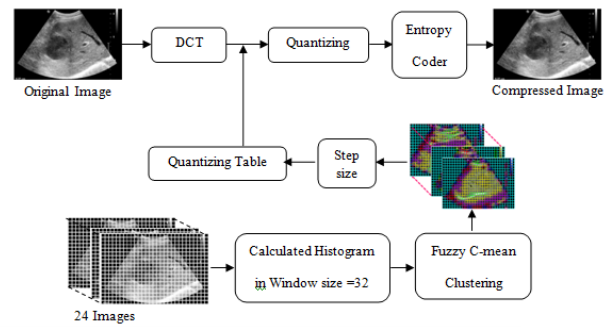 DCT
Quantizing
Entropy
Coder
Original Image
Compressed Image
Quantizing Table
Step
size
Calculated Histogram
in Window size =32
Fuzzy C-mean
Clustering
24 Images